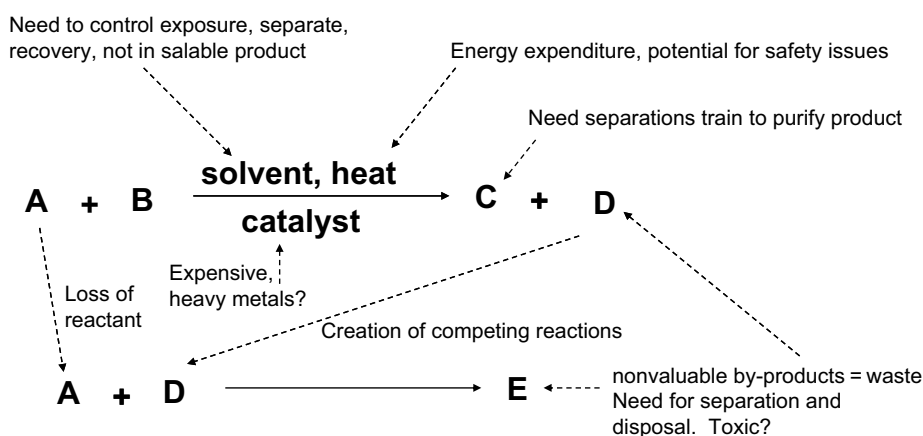 Need to control exposure, separate,
recovery, not in salable product
Energy expenditure, potential for safety issues
Need separations train to purify product
solvent, heat
A + B
C + D
catalyst
Expensive,
heavy metals?
Loss of
reactant
Creation of competing reactions
A + D
E
nonvaluable by-products = waste
Need for separation and
disposal. Toxic?